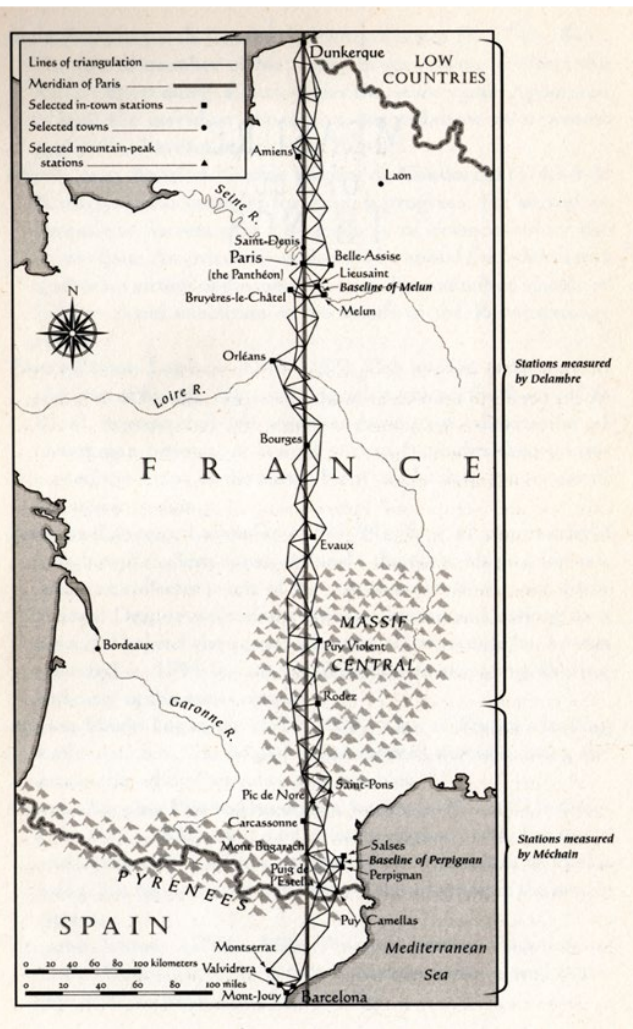 Lines of triangulation
Meridian of Paris
Selected in-town stations
Selected towns
Selected mountain-peak
stations
Dunkerque
LOW
COUNTRIES
Amiens
Laon
Seine R.
Saint-Denis
Paris
(the Panthéon)
Belle-Assise
Lieusaint
Baseline of Melun
Bruyères-le-Châtel
Melun
N
Orléans
Stations measured
by Delambre
Loire R.
Bourges
FRANCE
Evaux
MASSIF
Puy Violent
CENTRAL
Bordeaux
Rodez
Garonne R.
Saint-Pons
Pic de Nore
Carcassonne
Stations measured
by Méchain
Mont Bugarach
Salses
Baseline of Perpignan
Puig de
l'Estella
Perpignan
PYRENEES
Puy Camellas
SPAIN
Montserrat
Mediterranean
Sea
0 20 40 60 80 100 kilometers
Valvidrera
0 20 40 80 100 miles
Mont-Jouy
Barcelona